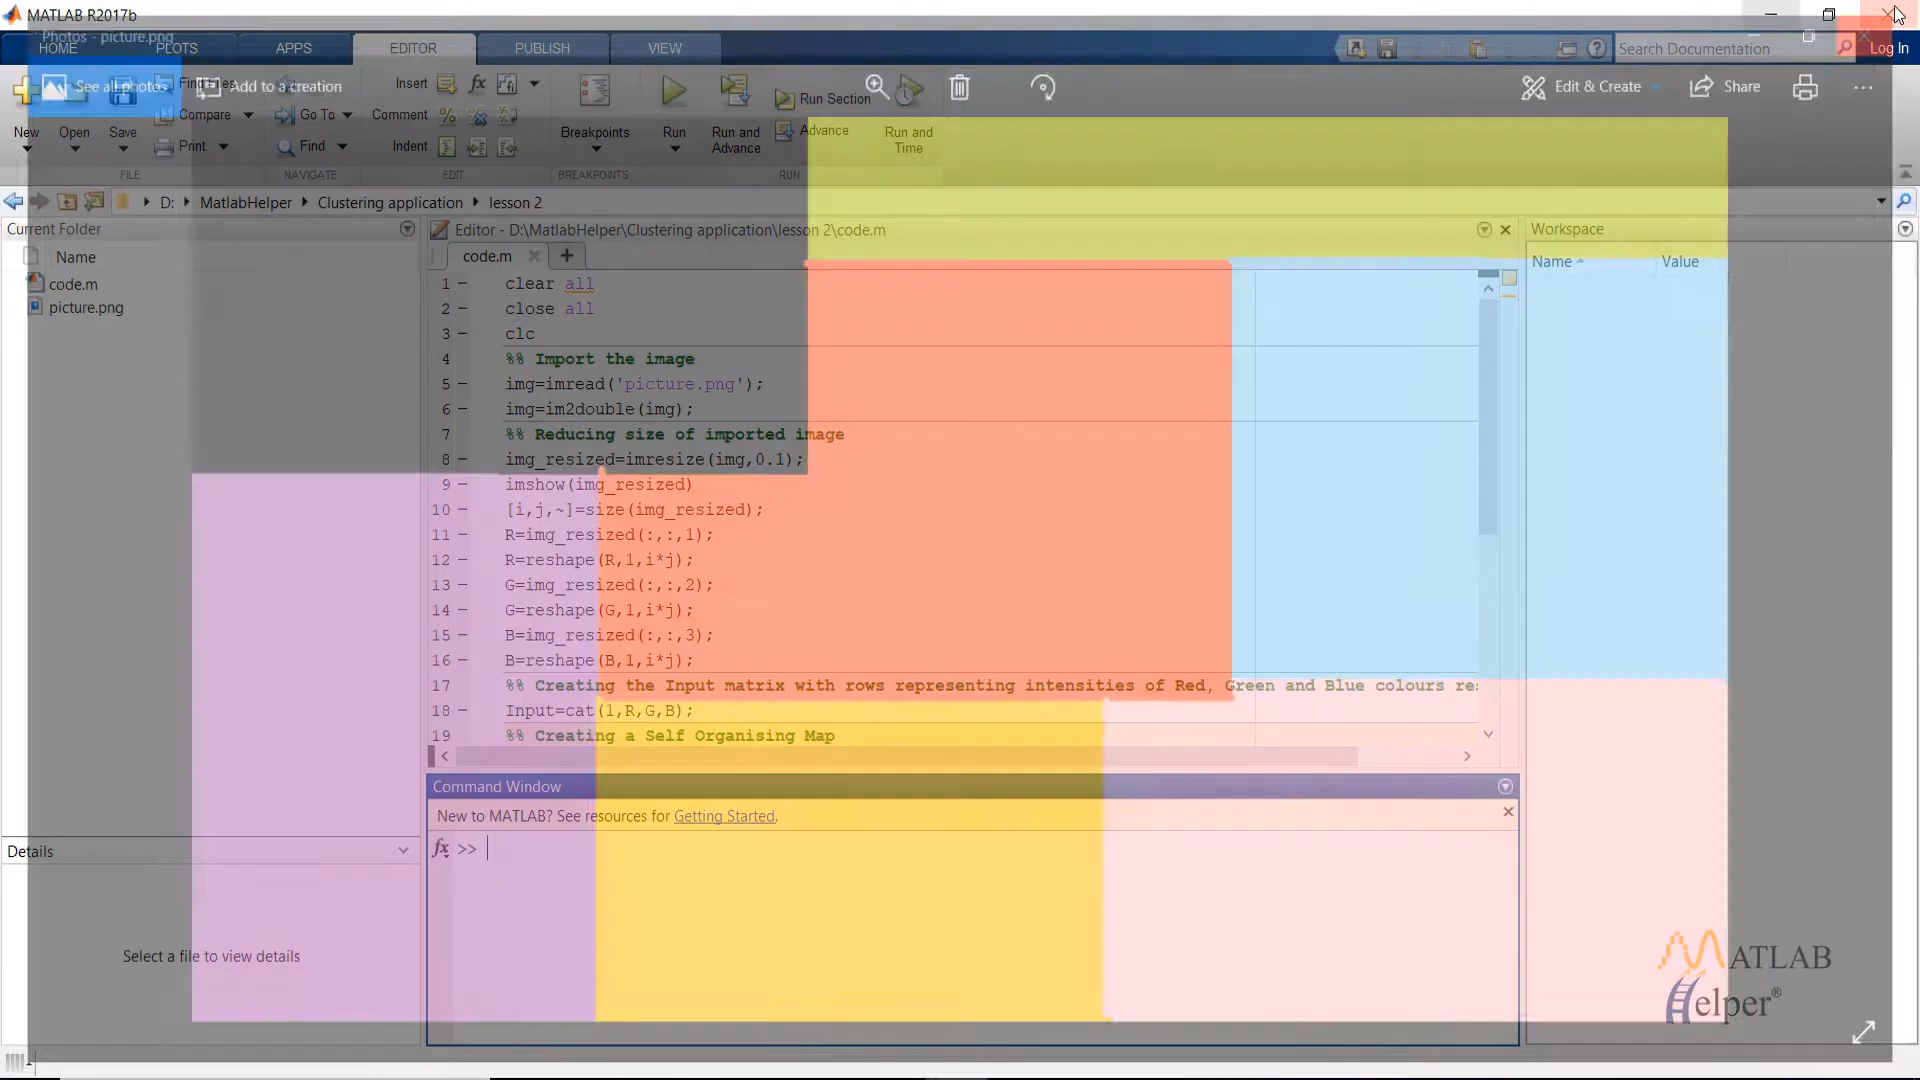 MATLAB R2017b
Photos - picture.png
HOME PLOTS APPS EDITOR PUBLISH VIEW
Search Documentation
Log In
See all photos
Add to a creation
Edit & Create
Share
New
Open
Save
Find Files
Compare
Print
FILE
Go To
Find
NAVIGATE
Insert
fx
Comment
Indent
EDIT
Breakpoints
BREAKPOINTS
Run
Run and Advance
Run Section
Advance
Run and Time
RUN
D: MatlabHelper Clustering application lesson 2
Current Folder
Name
code.m
picture.png
Details
Select a file to view details
Editor - D:\MatlabHelper\Clustering application\lesson 2\code.m
code.m
1 clear all
2 close all
3 clc
4 %% Import the image
5 img=imread('picture.png');
6 img=im2double(img);
7 %% Reducing size of imported image
8 img_resized=imresize(img,0.1);
9 imshow(img_resized)
10 [i,j,~]=size(img_resized);
11 R=img_resized(:,:,1);
12 R=reshape(R,1,i*j);
13 G=img_resized(:,:,2);
14 G=reshape(G,1,i*j);
15 B=img_resized(:,:,3);
16 B=reshape(B,1,i*j);
17 %% Creating the Input matrix with rows representing intensities of Red, Green and Blue colours res
18 Input=cat(1,R,G,B);
19 %% Creating a Self Organising Map
Command Window
New to MATLAB? See resources for Getting Started.
fx >>
Workspace
Name Value
MATLAB
Helper®